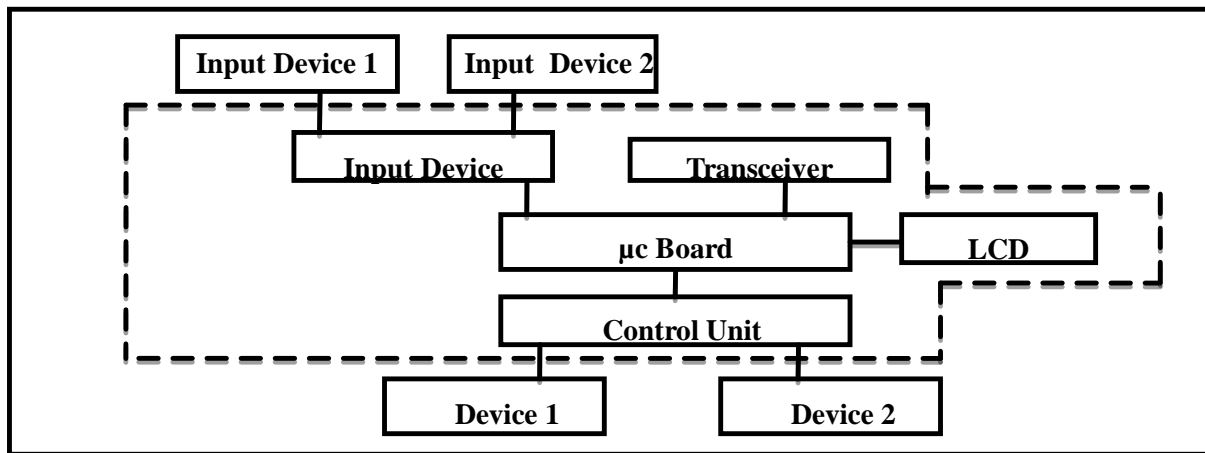 Input Device 1
Input Device 2
Input Device
Transceiver
µc Board
LCD
Control Unit
Device 1
Device 2